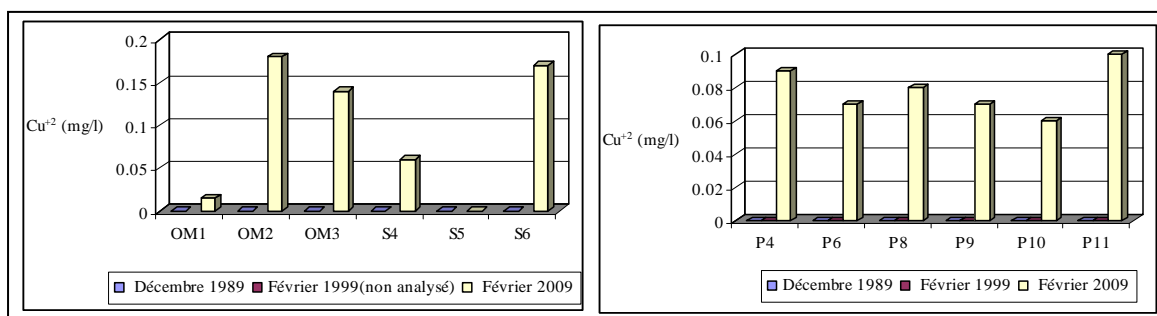 0.2
0.15
Cu+2 (mg/l)
0.1
0.05
0
OM1 OM2 OM3 S4 S5 S6
Décembre 1989 Février 1999(non analysé) Février 2009
0.1
0.08
0.06
Cu+2 (mg/l)
0.04
0.02
0
P4 P6 P8 P9 P10 P11
Décembre 1989 Février 1999 Février 2009